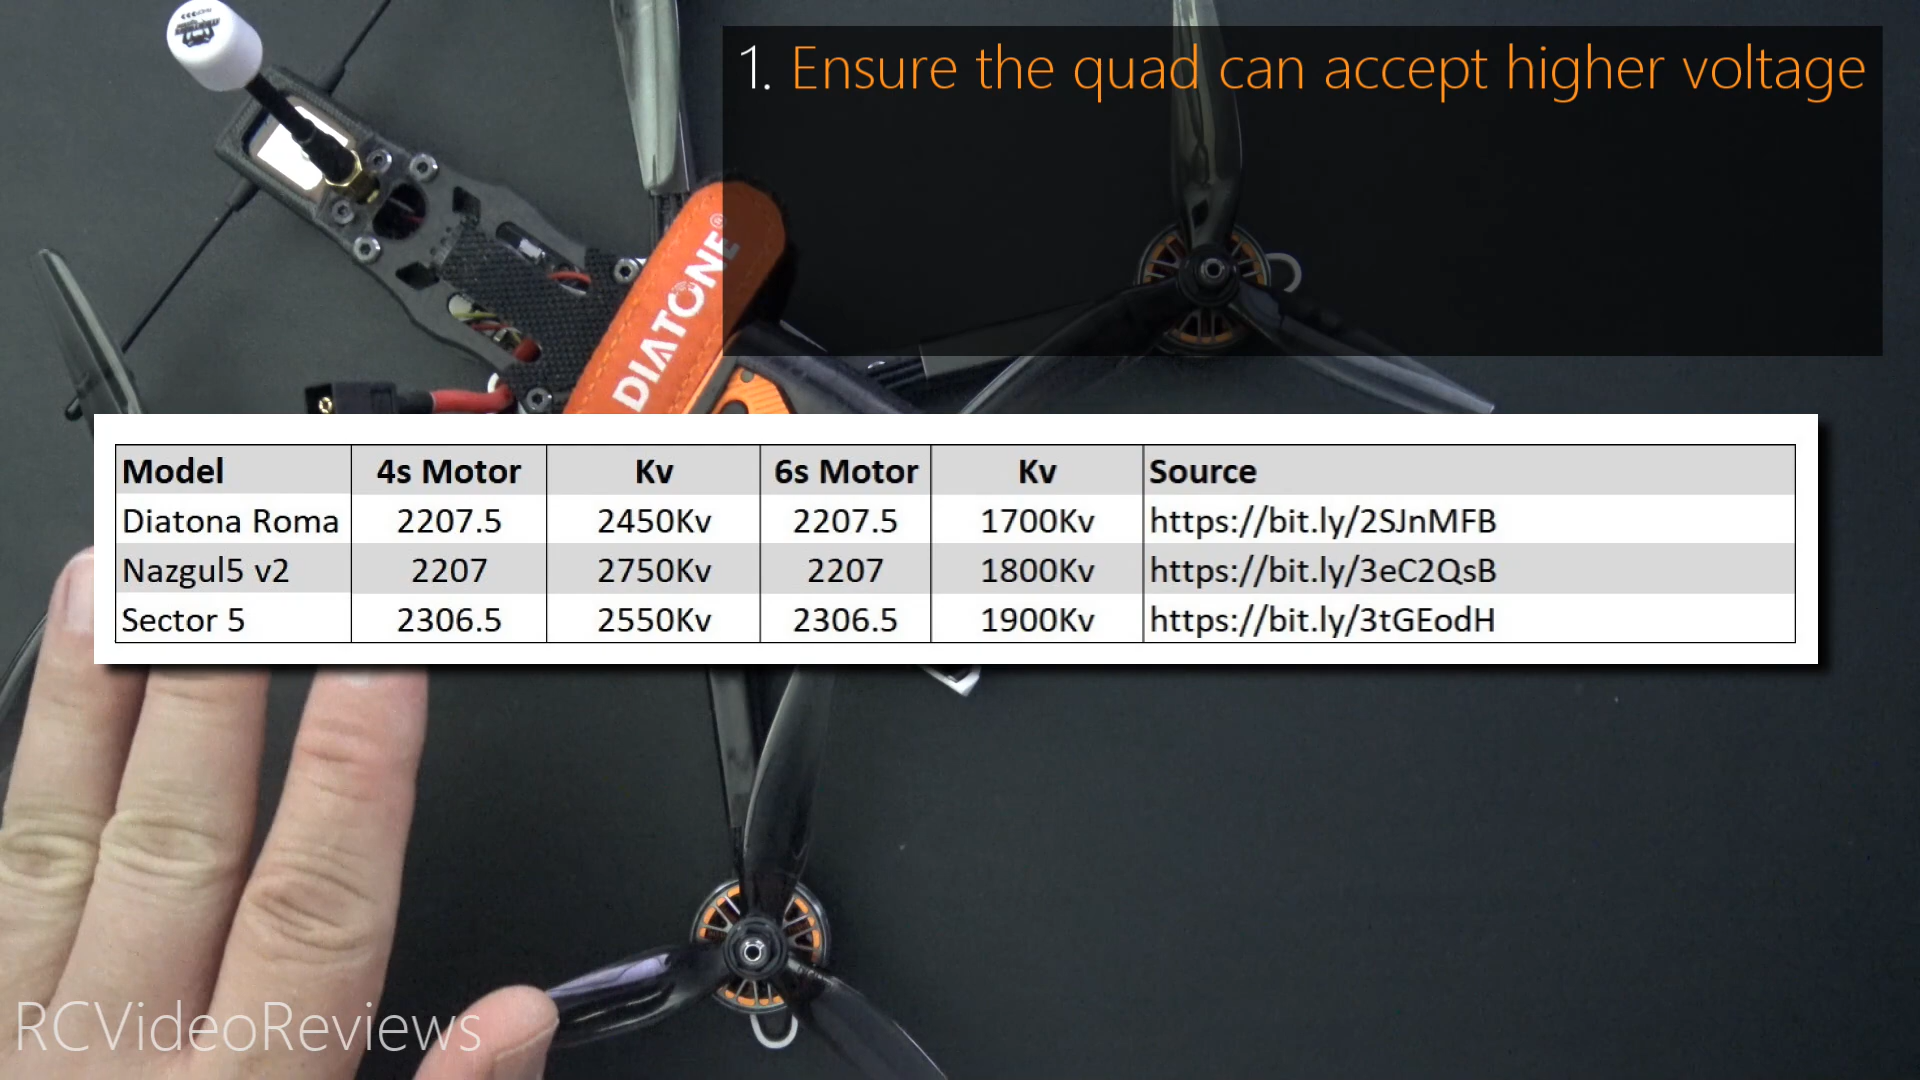 1. Ensure the quad can accept higher voltage
DIATONE®
Model 4s Motor Kv 6s Motor Kv Source
Diatona Roma 2207.5 2450Kv 2207.5 1700Kv https://bit.ly/2SJnMFB
Nazgul5 v2 2207 2750Kv 2207 1800Kv https://bit.ly/3eC2QsB
Sector 5 2306.5 2550Kv 2306.5 1900Kv https://bit.ly/3tGEodH
RCVideoReviews